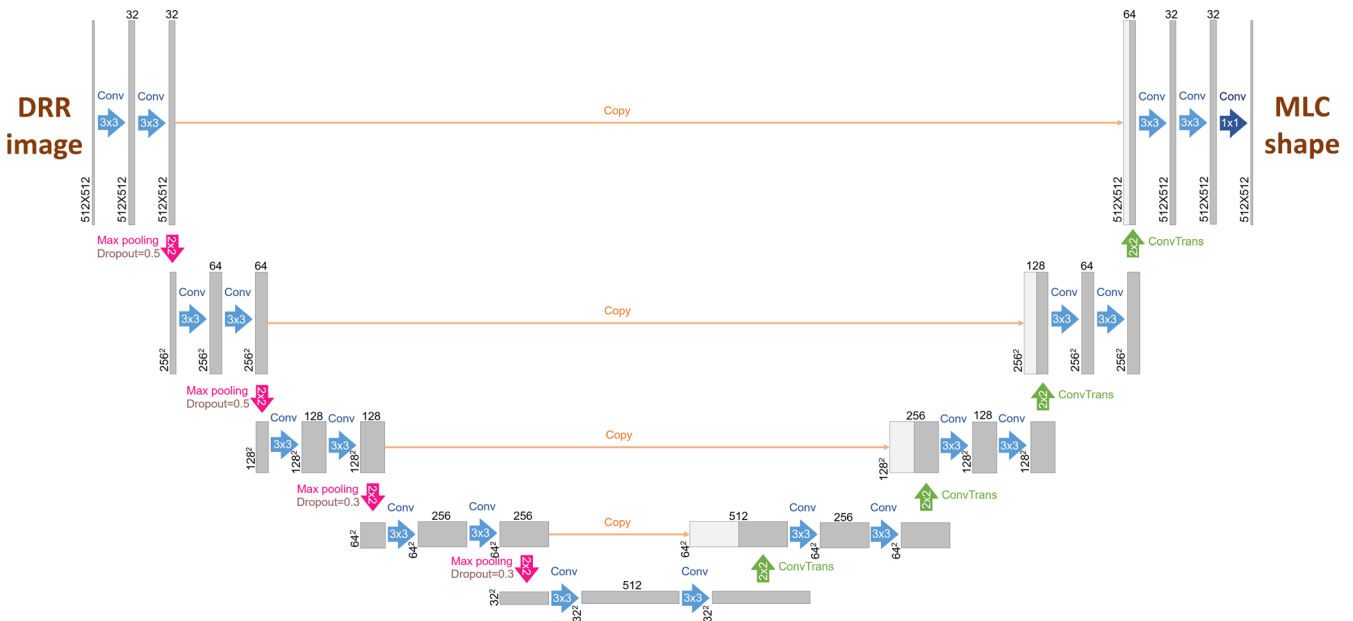 32 32
64 32 32
DRR image
Conv Conv
3x3 3x3
Copy
Conv Conv Conv
3x3 3x3 1x1
MLC shape
512X512 512X512 512X512
512X512 512X512 512X512 512X512
Max pooling
Dropout=0.5
2x2
2x2
ConvTrans
64 64
128 64
Conv Conv
3x3 3x3
Copy
Conv Conv
3x3 3x3
256² 256² 256²
256² 256² 256²
Max pooling
Dropout=0.5
2x2
2x2
ConvTrans
128 128
256 128
Conv Conv
3x3 3x3
Copy
Conv Conv
3x3 3x3
128² 128² 128²
128² 128² 128²
Max pooling
Dropout=0.3
2x2
2x2
ConvTrans
Conv Conv
256 256
512 256
3x3 3x3
Copy
Conv Conv
3x3 3x3
64² 64² 64²
64² 64² 64²
Max pooling
Dropout=0.3
2x2
2x2
ConvTrans
Conv
512
Conv
3x3 3x3
32² 32² 32²